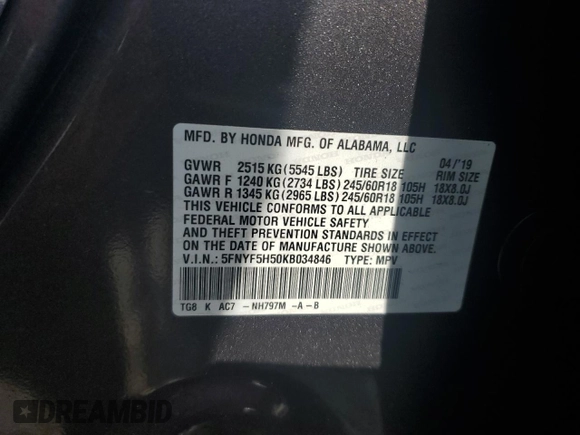 MFD. BY HONDA MFG. OF ALABAMA, LLC
04/'19
GVWR 2515 KG (5545 LBS) TIRE SIZE RIM SIZE
GAWR F 1240 KG (2734 LBS) 245/60R18 105H 18X8.0J
GAWR R 1345 KG (2965 LBS) 245/60R18 105H 18X8.0J
THIS VEHICLE CONFORMS TO ALL APPLICABLE
FEDERAL MOTOR VEHICLE SAFETY
AND THEFT PREVENTION STANDARDS IN EFFECT
ON THE DATE OF MANUFACTURE SHOWN ABOVE.
V.I.N.: 5FNYF5H50KB034846 TYPE: MPV
TG8 K AC7 -NH797M -A-B
DREAMBID